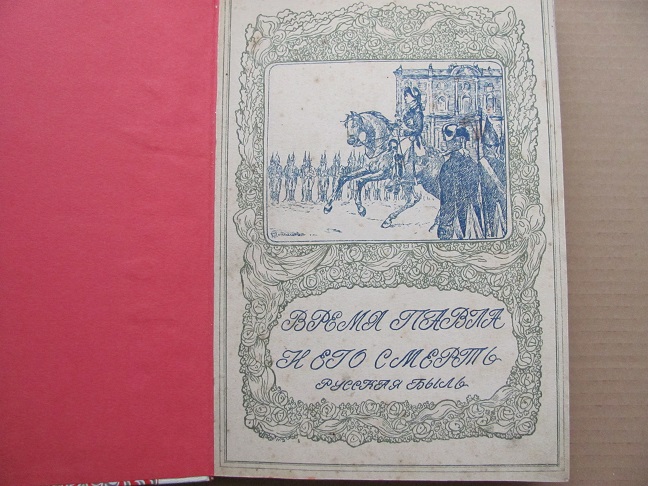 ВРЕМЯ ПАВЛА
И ЕГО СМЕРТЬ
РУССКАЯ БЫЛЬ